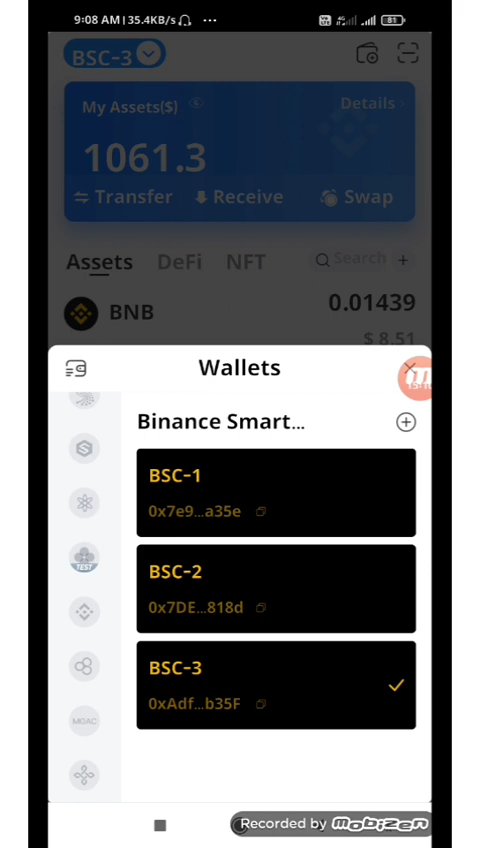 9:08 AM | 35.4KB/s ...
81
BSC-3
My Assets($)
Details
1061.3
Transfer
Receive
Swap
Assets
DeFi
NFT
Search
BNB
0.01439
$ 8.51
Wallets
Binance Smart...
BSC-1
0x7e9...a35e
BSC-2
0x7DE...818d
TEST
BSC-3
0xAdf...b35F
MOAC
Recorded by mobizen